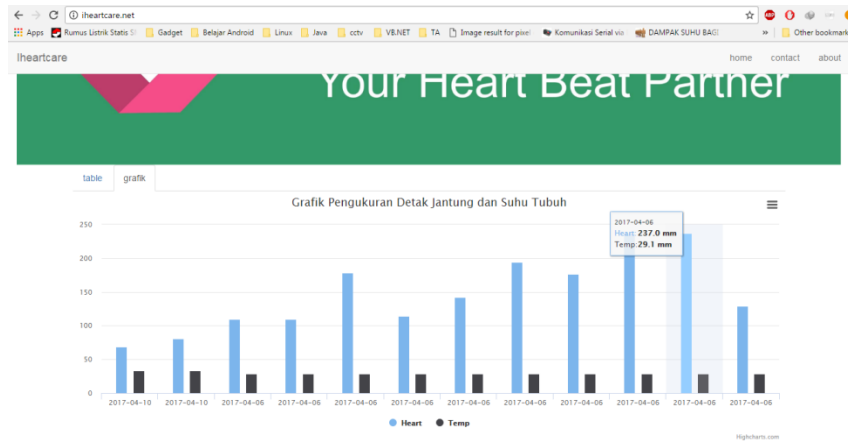 iheartcare.net
Apps Rumus Listrik Statis S Gadget Belajar Android Linux Java cctv VB.NET TA Image result for pixel Komunikasi Serial via DAMPAK SUHU BAGI » Other bookmark
Iheartcare home contact about
Your Heart Beat Partner
table grafik
Grafik Pengukuran Detak Jantung dan Suhu Tubuh
2017-04-06
Heart: 237.0 mm
Temp: 29.1 mm
250
200
150
100
50
0
2017-04-10 2017-04-10 2017-04-06 2017-04-06 2017-04-06 2017-04-06 2017-04-06 2017-04-06 2017-04-06 2017-04-06 2017-04-06 2017-04-06
Heart Temp
Highcharts.com